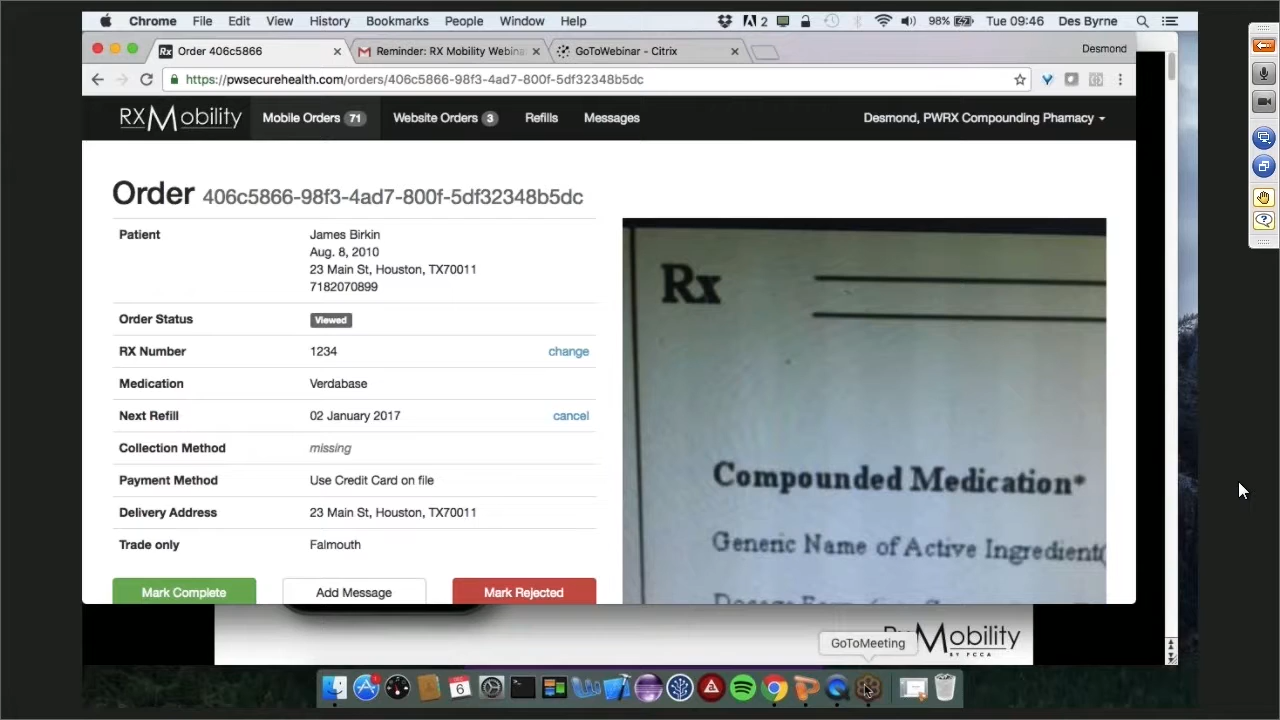 Chrome File Edit View History Bookmarks People Window Help 2 98% Tue 09:46 Des Byrne
Order 406c5866 Reminder: RX Mobility Webina GoToWebinar - Citrix Desmond
https://pwsecurehealth.com/orders/406c5866-98f3-4ad7-800f-5df32348b5dc
RXMobility Mobile Orders 71 Website Orders 3 Refills Messages Desmond, PWRX Compounding Phamacy
Order 406c5866-98f3-4ad7-800f-5df32348b5dc
Patient James Birkin
Aug. 8, 2010
23 Main St, Houston, TX70011
7182070899
Order Status Viewed
RX Number 1234 change
Medication Verdabase
Next Refill 02 January 2017 cancel
Collection Method missing
Payment Method Use Credit Card on file
Delivery Address 23 Main St, Houston, TX70011
Trade only Falmouth
Mark Complete Add Message Mark Rejected
Rx
Compounded Medication*
Generic Name of Active Ingredient(
RxMobility
BY PCCA
GoToMeeting
6